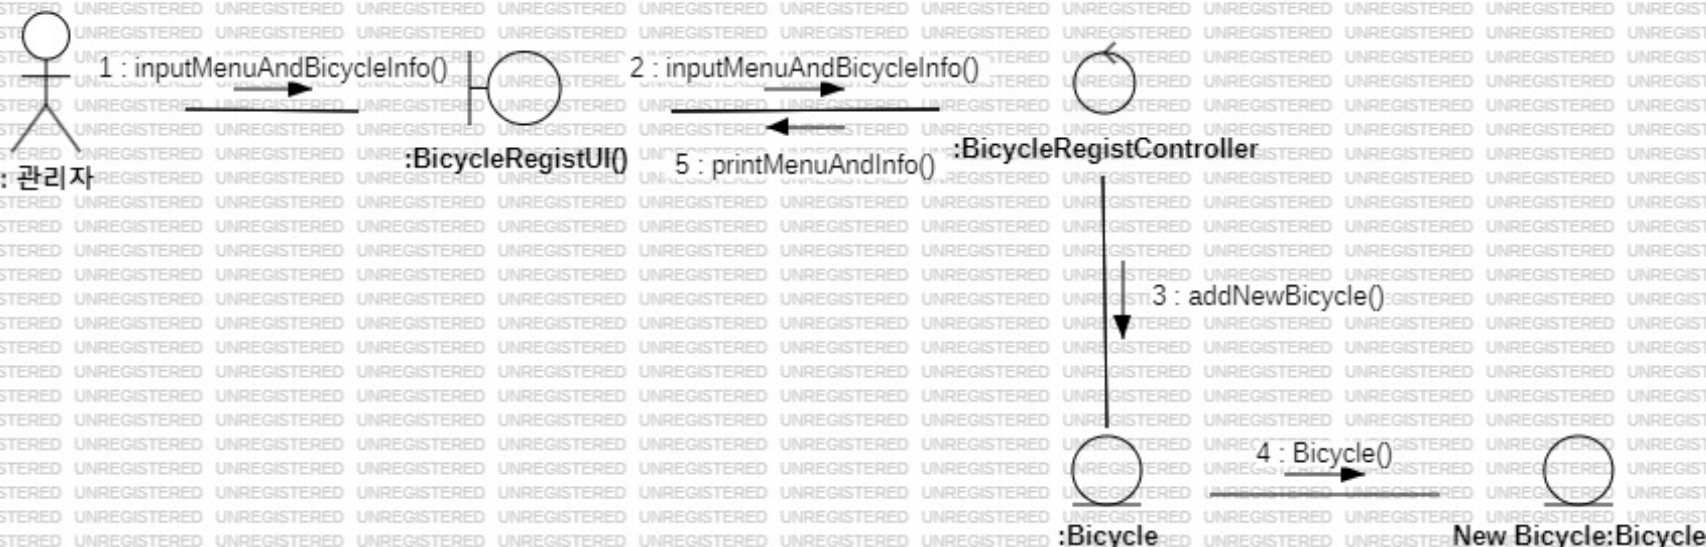 1 : inputMenuAndBicycleInfo()
2 : inputMenuAndBicycleInfo()
:BicycleRegistUI()
5 : printMenuAndInfo()
:BicycleRegistController
: 관리자
3 : addNewBicycle()
4 : Bicycle()
:Bicycle
New Bicycle:Bicycle
UNREGISTERED